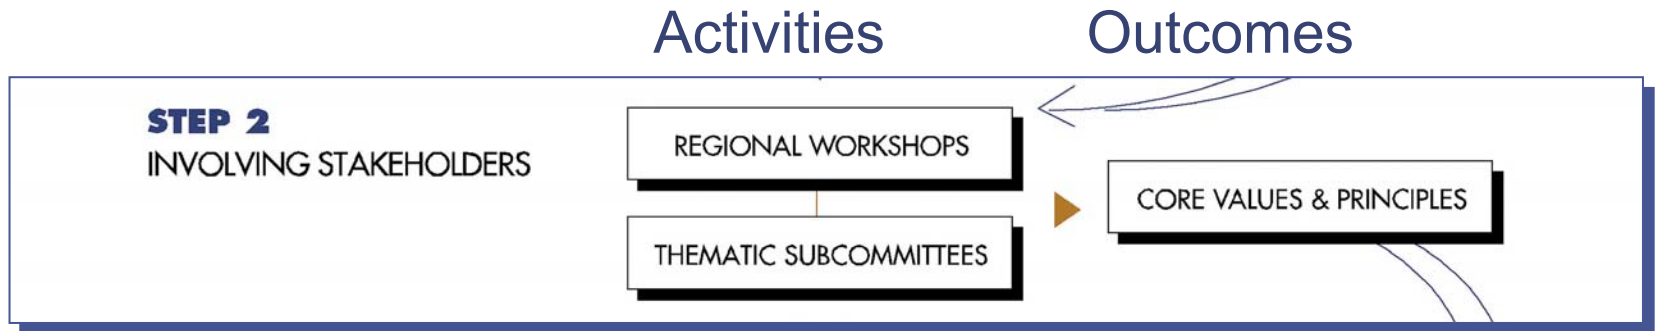 Activities
Outcomes
STEP 2
INVOLVING STAKEHOLDERS
REGIONAL WORKSHOPS
THEMATIC SUBCOMMITTEES
CORE VALUES & PRINCIPLES